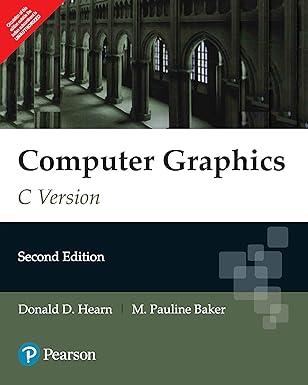 Computer Graphics
C Version
Second Edition
Donald D. Hearn | M. Pauline Baker
Pearson